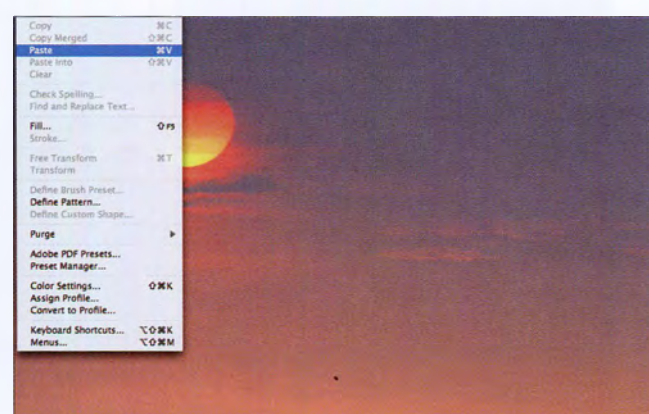 Copy ⌘C
Copy Merged ⇧⌘C
Paste ⌘V
Paste Into ⇧⌘V
Clear
Check Spelling...
Find and Replace Text...
Fill... ⇧F5
Stroke...
Free Transform ⌘T
Transform
Define Brush Preset...
Define Pattern...
Define Custom Shape...
Purge
Adobe PDF Presets...
Preset Manager...
Color Settings... ⇧⌘K
Assign Profile...
Convert to Profile...
Keyboard Shortcuts... ⌥⇧⌘K
Menus... ⌥⇧⌘M